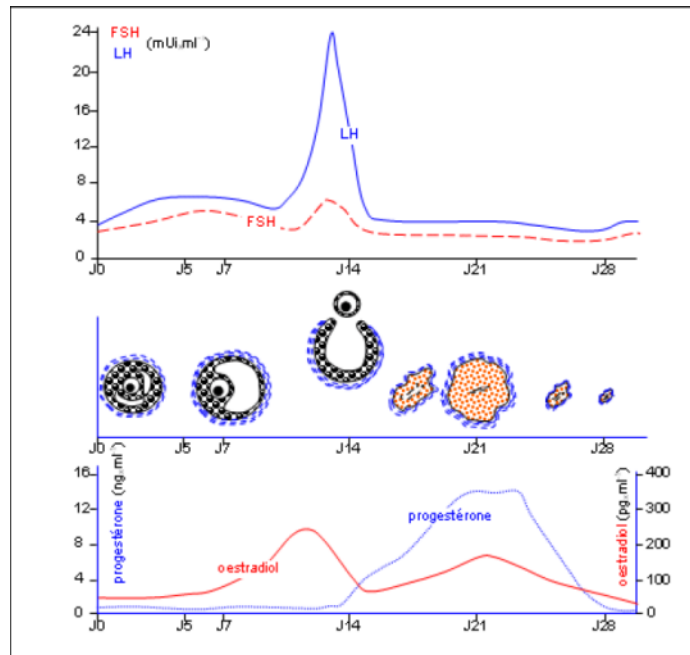 24
FSH
LH
(mUi.ml⁻¹)
20
16
12
8
4
0
LH
FSH
J0 J5 J7 J14 J21 J28
J0 J5 J7 J14 J21 J28
16
12
8
4
0
progestérone (ng.ml⁻¹)
oestradiol
progestérone
400
300
200
100
0
oestradiol (pg.ml⁻¹)
J0 J5 J7 J14 J21 J28